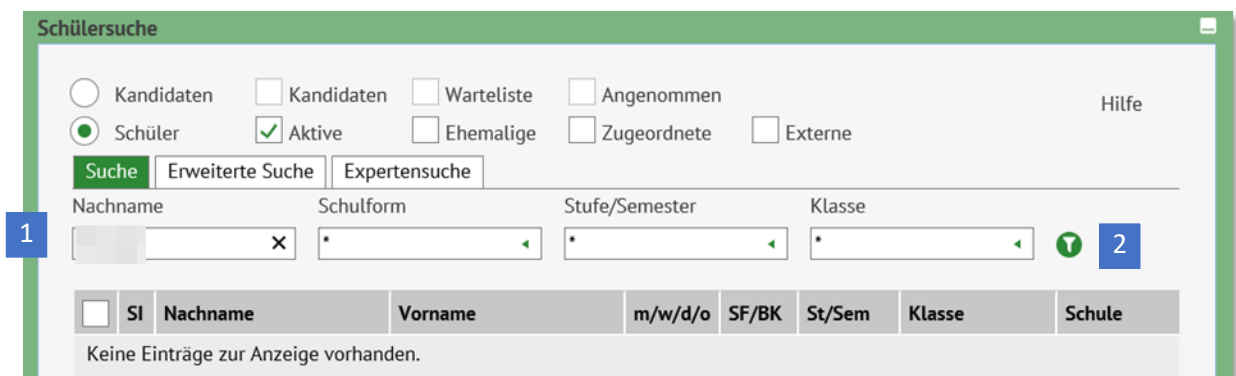 Schülersuche
Kandidaten Kandidaten Warteliste Angenommen Hilfe
Schüler Aktive Ehemalige Zugeordnete Externe
Suche Erweiterte Suche Expertensuche
Nachname Schulform Stufe/Semester Klasse
1 * * * 2
SI Nachname Vorname m/w/d/o SF/BK St/Sem Klasse Schule
Keine Einträge zur Anzeige vorhanden.